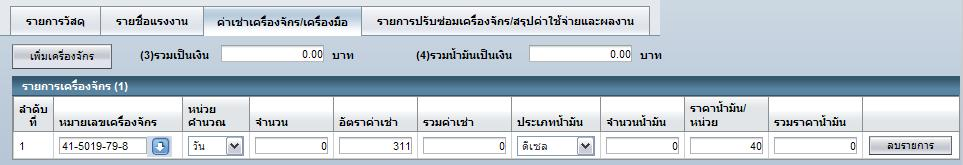 รายการวัสดุ รายชื่อแรงงาน ค่าเช่าเครื่องจักร/เครื่องมือ รายการปรับซ่อมเครื่องจักร/สรุปค่าใช้จ่ายและผลงาน
เพิ่มเครื่องจักร (3)รวมเป็นเงิน 0.00 บาท (4)รวมน้ำมันเป็นเงิน 0.00 บาท
รายการเครื่องจักร (1)
ลำดับที่ หมายเลขเครื่องจักร หน่วยคำนวณ จำนวน อัตราค่าเช่า รวมค่าเช่า ประเภทน้ำมัน จำนวนน้ำมัน ราคาน้ำมัน/หน่วย รวมราคาน้ำมัน
1 41-5019-79-8 วัน 0 311 0 ดีเซล 0 40 0 ลบรายการ